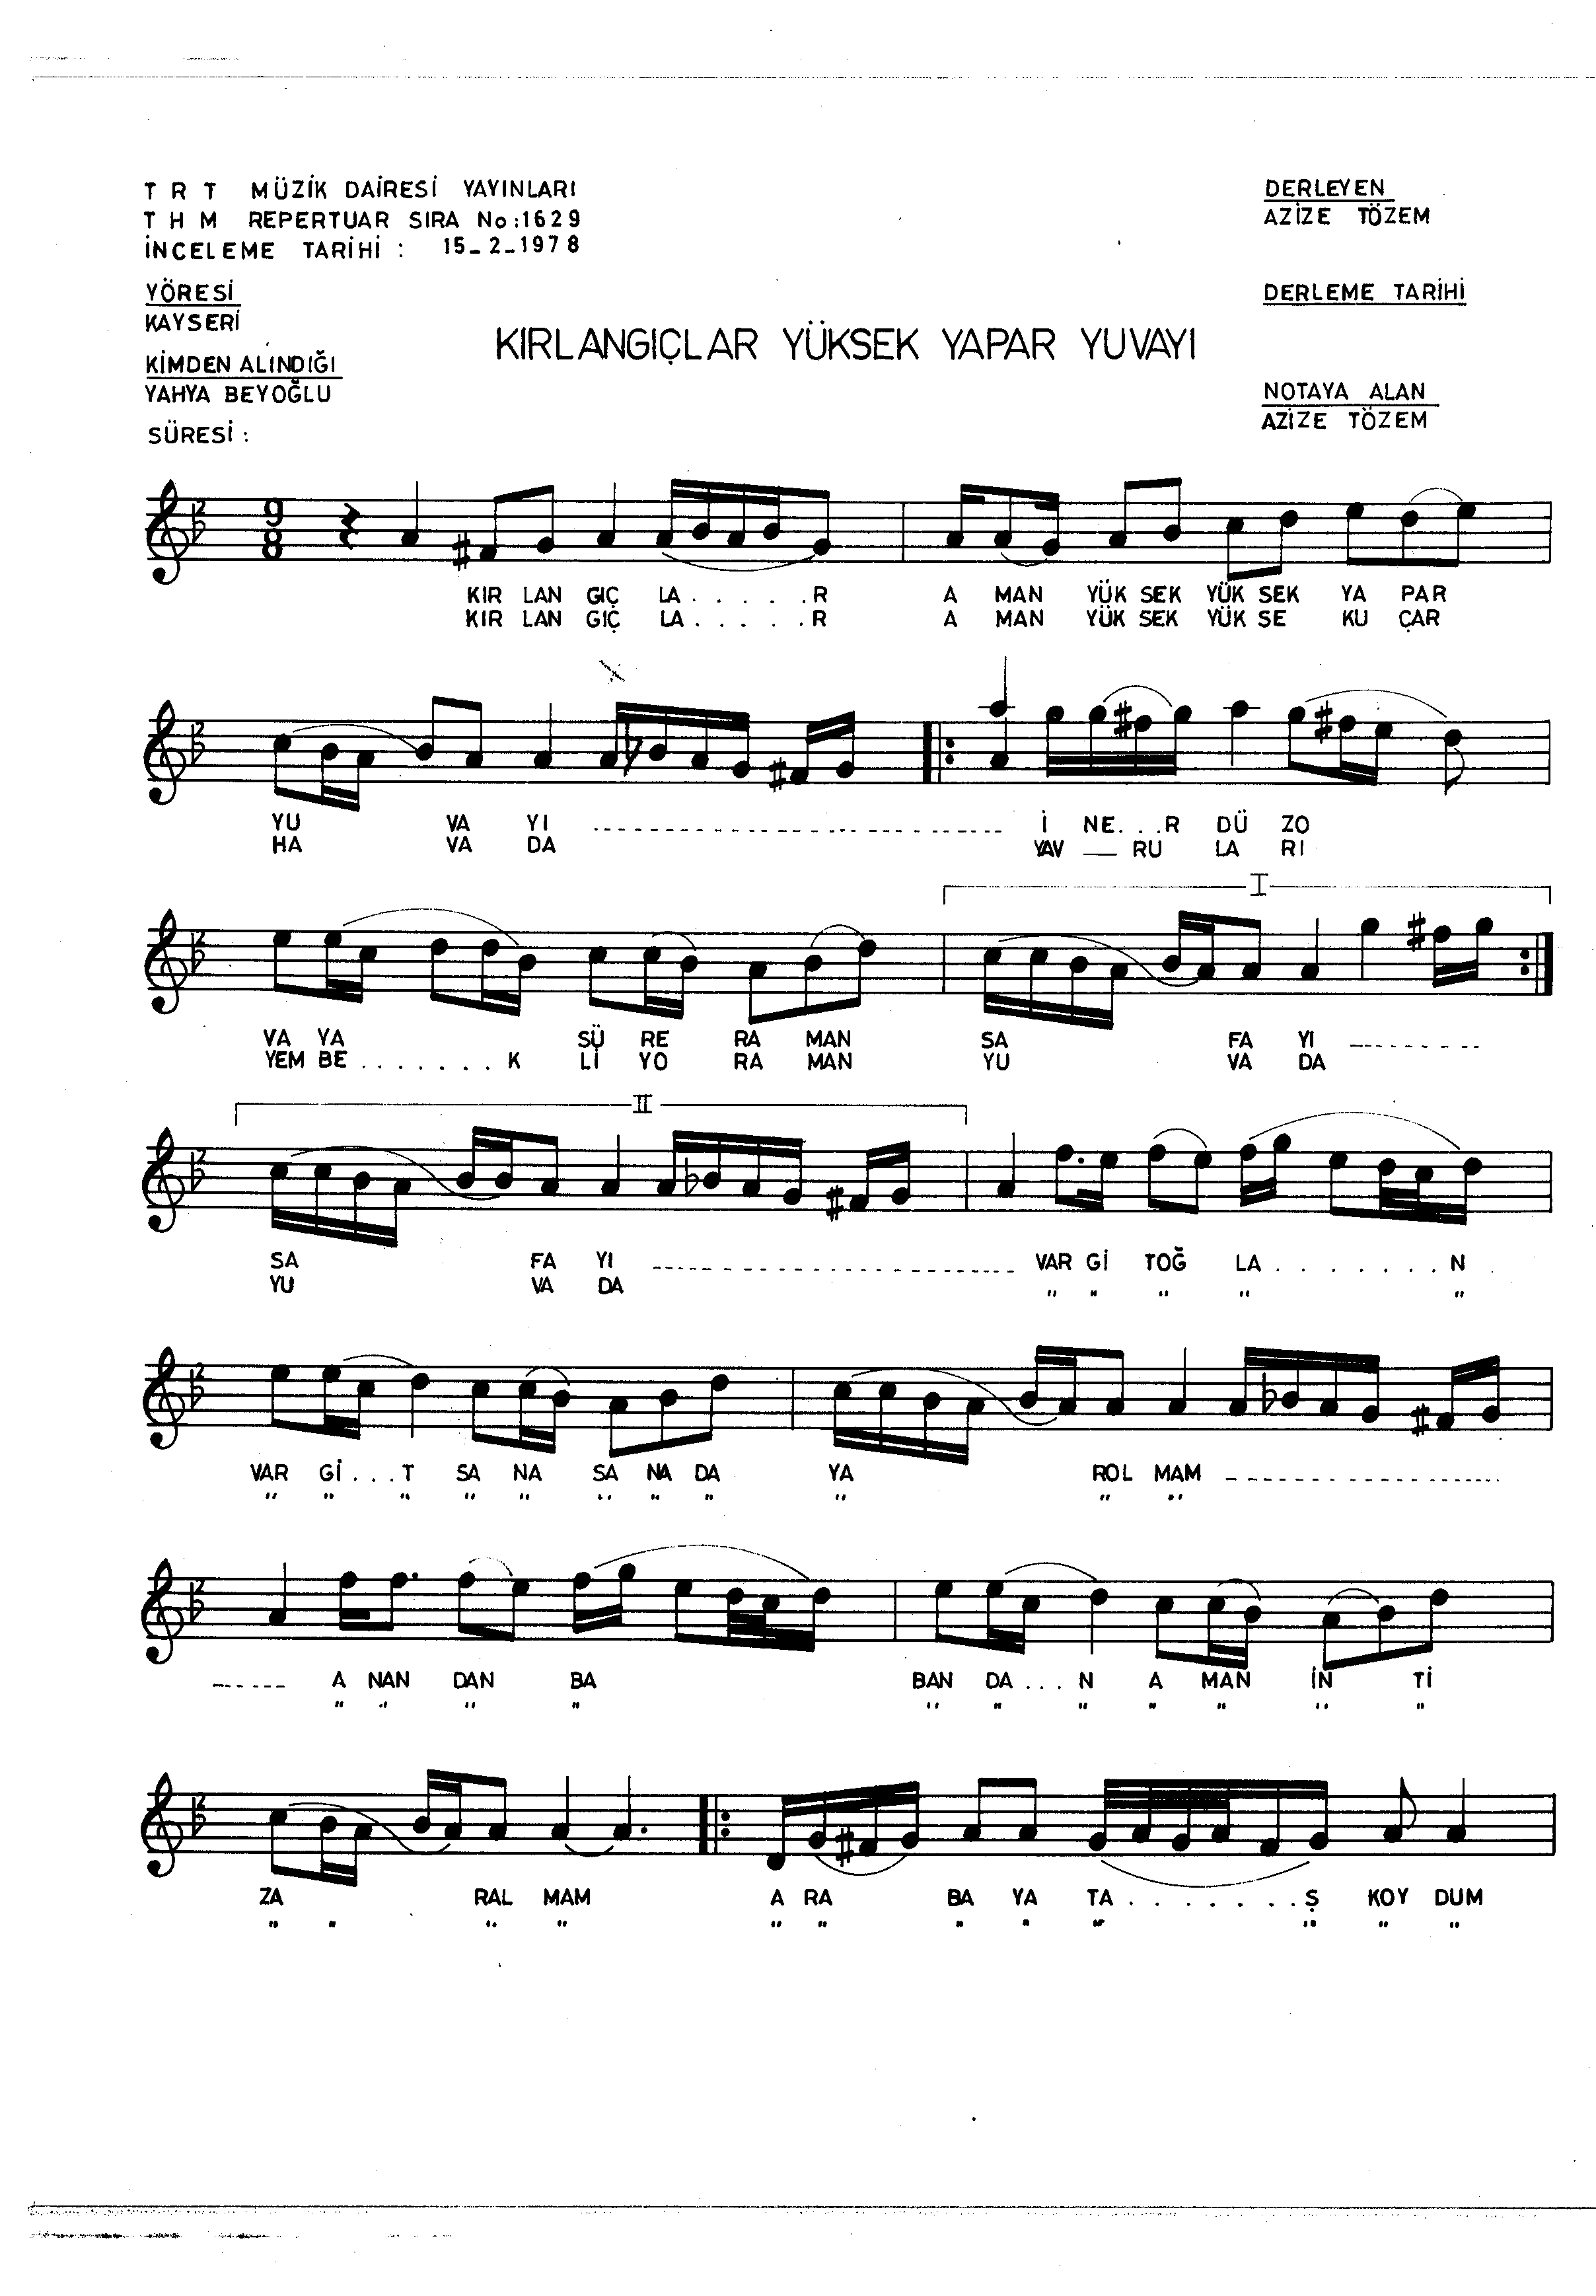 T R T MÜZİK DAİRESİ YAYINLARI
T H M REPERTUAR SIRA No:1629
İNCELEME TARİHİ : 15-2-1978
DERLEYEN
AZİZE TÖZEM
YÖRESİ
KAYSERİ
DERLEME TARİHİ
KIRLANGIÇLAR YÜKSEK YAPAR YUVAYI
KİMDEN ALINDIĞI
YAHYA BEYOĞLU
NOTAYA ALAN
AZİZE TÖZEM
SÜRESİ :
9
8
KIR LAN GIÇ LA . . . . . R A MAN YÜK SEK YÜK SEK YA PAR
KIR LAN GIÇ LA . . . . . R A MAN YÜK SEK YÜK SE KU ÇAR
YU VA YI -------------------- İ NE. . . R DÜ ZO
HA VA DA YAV — RU LA RI
I
VA YA SÜ RE RA MAN SA FA YI --------
YEM BE . . . . . . . K Lİ YO RA MAN YU VA DA
II
SA FA YI -------------------- VAR Gİ TOĞ LA . . . . . . . N
YU VA DA " " " " "
VAR Gİ . . . T SA NA SA NA DA YA ROL MAM --------------------
" " " " " " " " " " "
------ A NAN DAN BA BAN DA . . . N A MAN İN Tİ
" " " " " " " " " " "
ZA RAL MAM A RA BA YA TA . . . . . . . Ş KOY DUM
" " " " " " " " " " " "